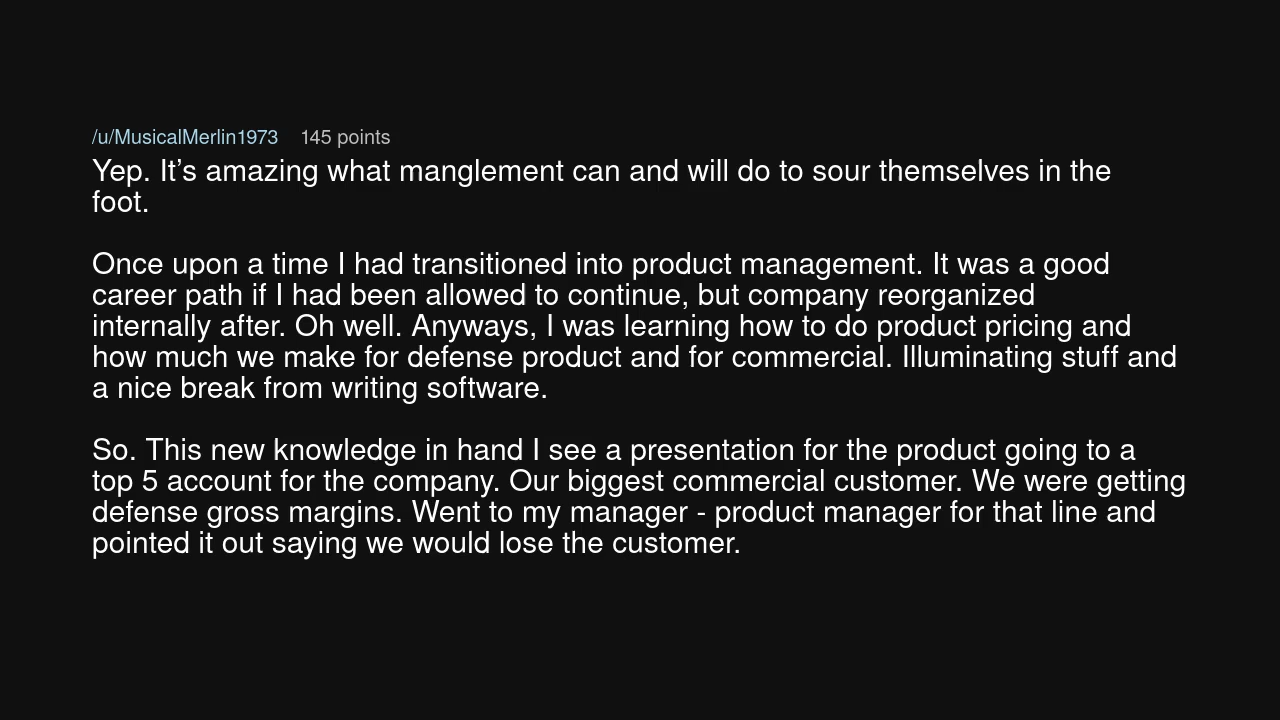 /u/MusicalMerlin1973 145 points
Yep. It’s amazing what manglement can and will do to sour themselves in the
foot.
Once upon a time I had transitioned into product management. It was a good
career path if I had been allowed to continue, but company reorganized
internally after. Oh well. Anyways, I was learning how to do product pricing and
how much we make for defense product and for commercial. Illuminating stuff and
a nice break from writing software.
So. This new knowledge in hand I see a presentation for the product going to a
top 5 account for the company. Our biggest commercial customer. We were getting
defense gross margins. Went to my manager - product manager for that line and
pointed it out saying we would lose the customer.